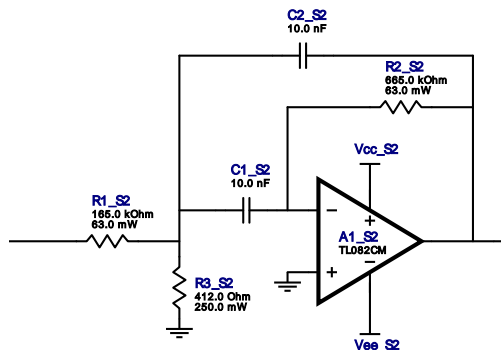 C2_S2
10.0 nF
R2_S2
665.0 kOhm
63.0 mW
Vcc_S2
C1_S2
10.0 nF
R1_S2
165.0 kOhm
63.0 mW
A1_S2
TL082CM
R3_S2
412.0 Ohm
250.0 mW
Vee_S2